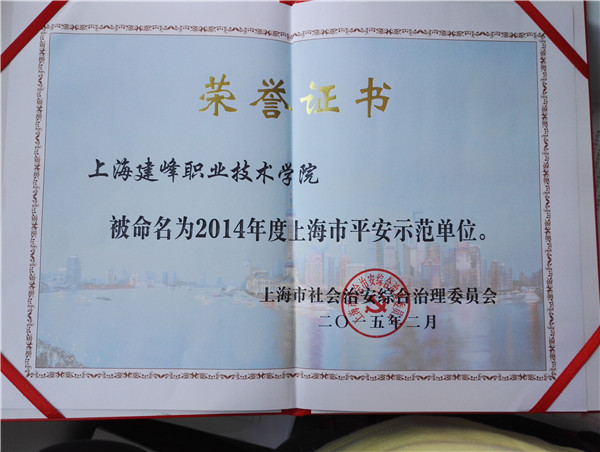 荣誉证书
上海建峰职业技术学院
被命名为2014年度上海市平安示范单位。
上海市社会治安综合治理委员会
二〇一五年二月